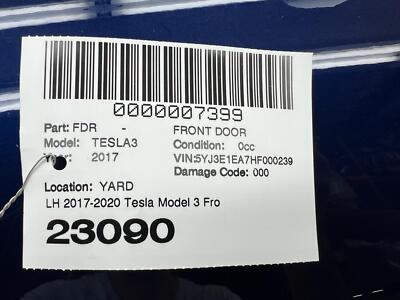 0000007399
Part: FDR - FRONT DOOR
Model: TESLA3 Condition: 0cc
Year: 2017 VIN:5YJ3E1EA7HF000239
Damage Code: 000
Location: YARD
LH 2017-2020 Tesla Model 3 Fro
23090